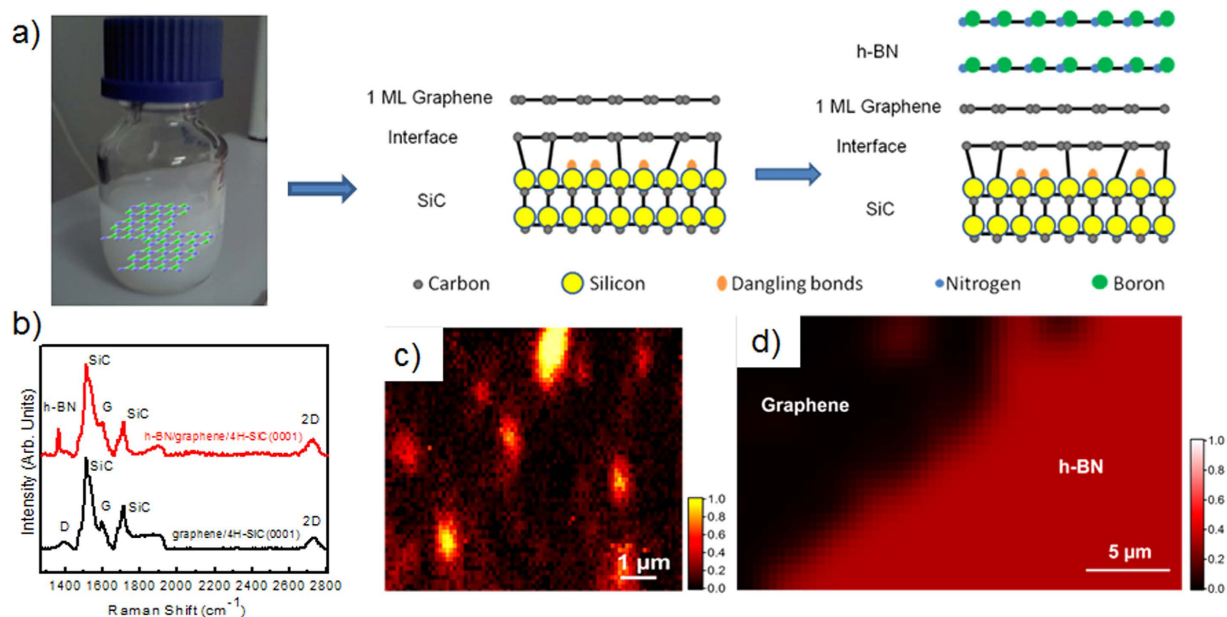 a)
1 ML Graphene
Interface
SiC
h-BN
1 ML Graphene
Interface
SiC
Carbon Silicon Dangling bonds Nitrogen Boron
b)
Intensity (Arb. Units)
h-BN
SiC
G
SiC
2D
h-BN/graphene/4H-SiC(0001)
D
SiC
G
SiC
2D
graphene/4H-SiC(0001)
1400 1600 1800 2000 2200 2400 2600 2800
Raman Shift (cm⁻¹)
c)
1.0
0.8
0.6
0.4
0.2
0.0
1 µm
d)
Graphene
h-BN
5 µm
1.0
0.8
0.6
0.4
0.2
0.0